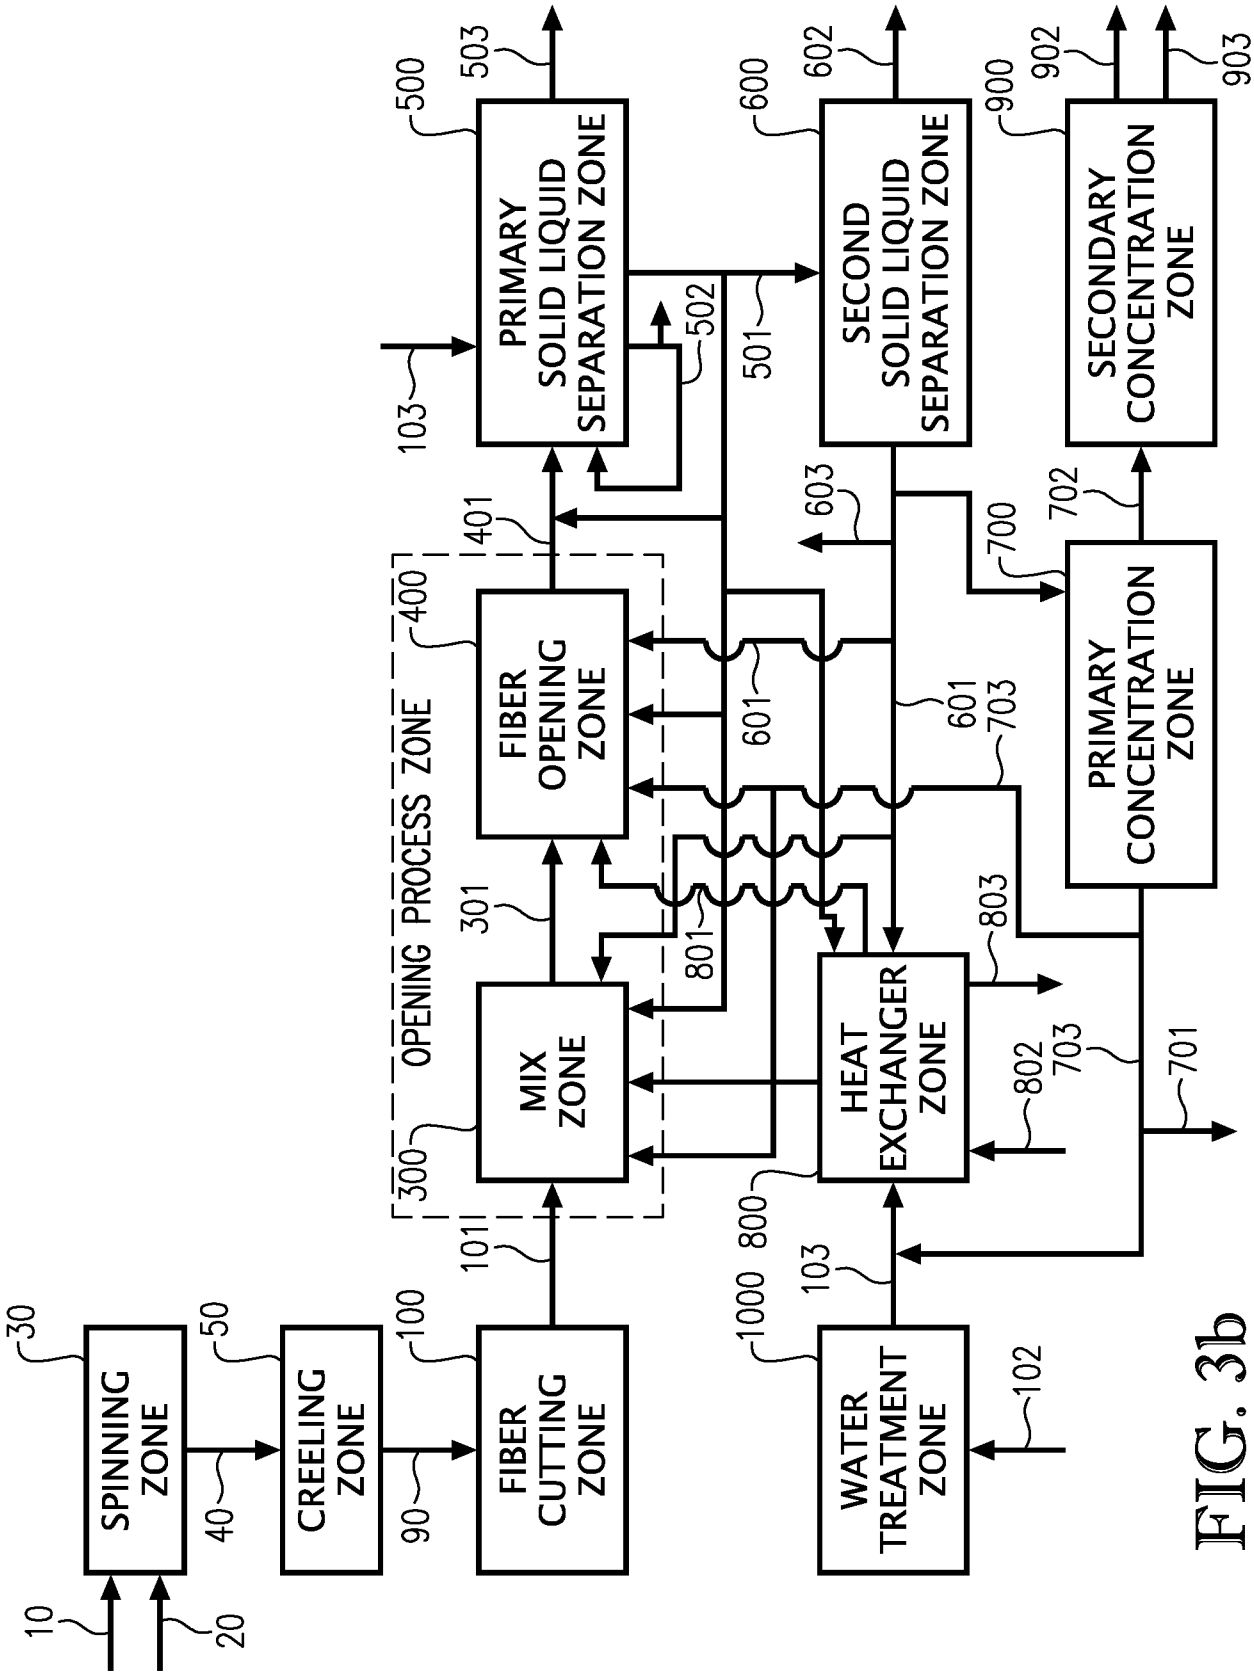 10
20
30
SPINNING
ZONE
40
50
CREELING
ZONE
90
100
FIBER
CUTTING
ZONE
101
OPENING PROCESS ZONE
300
MIX
ZONE
301
400
FIBER
OPENING
ZONE
401
103
500
PRIMARY
SOLID LIQUID
SEPARATION ZONE
503
502
501
600
SECOND
SOLID LIQUID
SEPARATION ZONE
602
603
601
601
703
801
800
HEAT
EXCHANGER
ZONE
803
802
703
701
103
1000
WATER
TREATMENT
ZONE
102
700
PRIMARY
CONCENTRATION
ZONE
702
900
SECONDARY
CONCENTRATION
ZONE
902
903
FIG. 3b